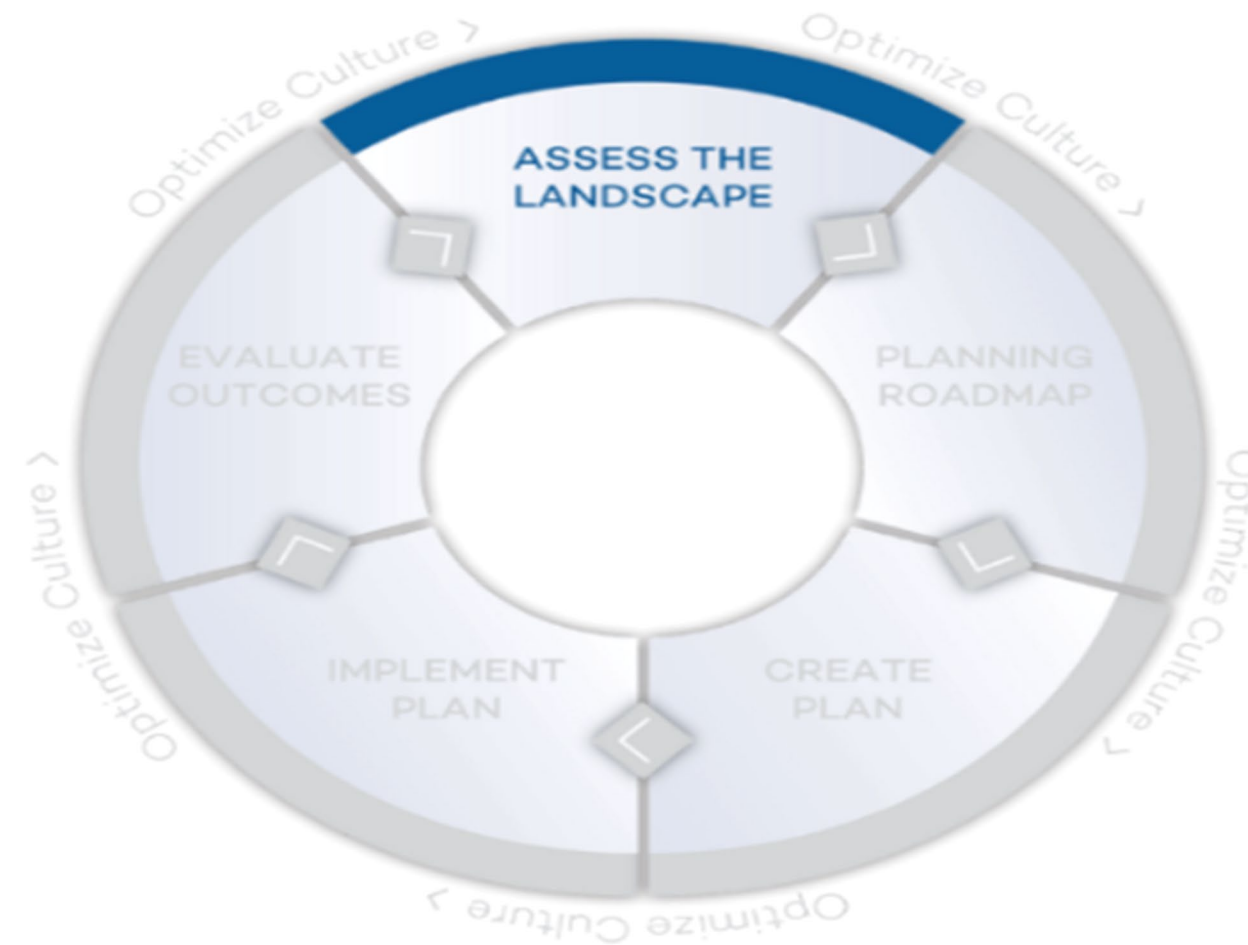 Optimize Culture >
Optimize Culture >
ASSESS THE
LANDSCAPE
EVALUATE
OUTCOMES
PLANNING
ROADMAP
Optimize Culture >
Optimize Culture >
IMPLEMENT
PLAN
CREATE
PLAN
Optimize Culture >